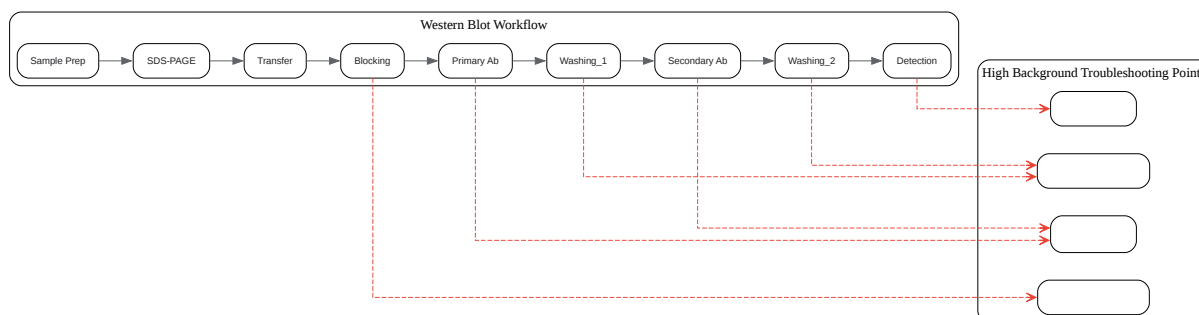 Western Blot Workflow
Sample Prep
SDS-PAGE
Transfer
Blocking
Primary Ab
Washing_1
Secondary Ab
Washing_2
Detection
High Background Troubleshooting Point